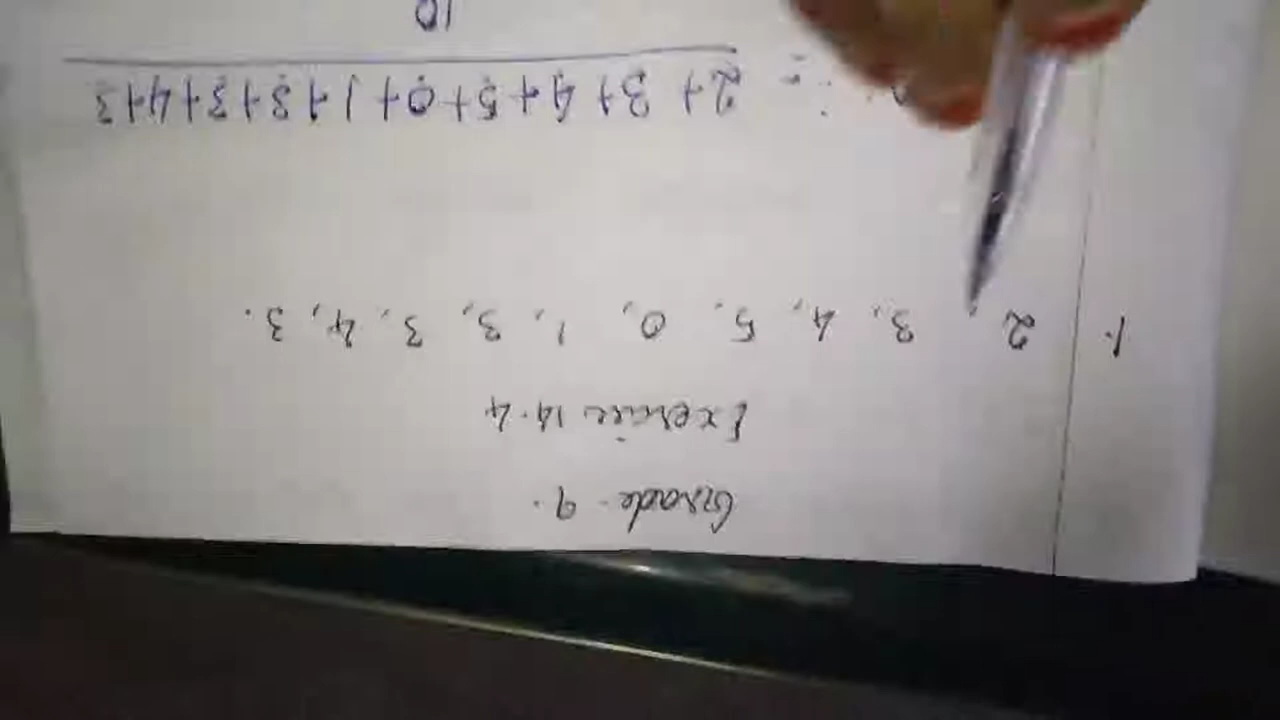 Grade - 9.
Exercise 14.4
1. 2, 3, 4, 5, 0, 1, 3, 3, 4, 3.
= 2+3+4+5+0+1+3+3+4+3
10